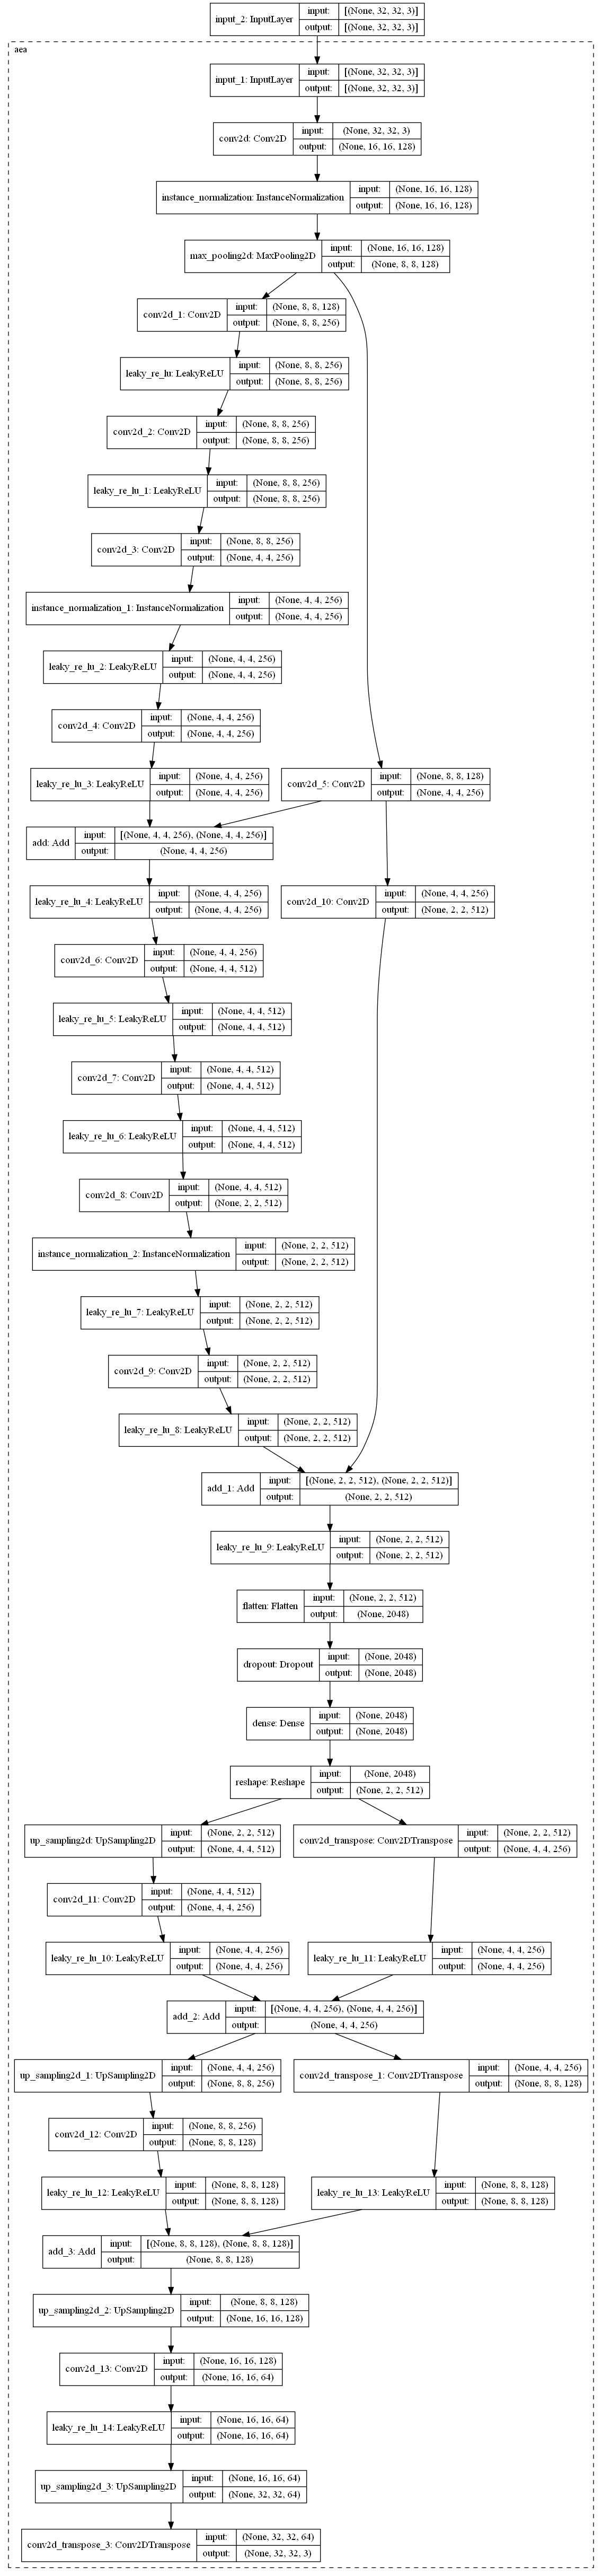 input_2: InputLayer
input: [(None, 32, 32, 3)]
output: [(None, 32, 32, 3)]
aea
input_1: InputLayer
input: [(None, 32, 32, 3)]
output: [(None, 32, 32, 3)]
conv2d: Conv2D
input: (None, 32, 32, 3)
output: (None, 16, 16, 128)
instance_normalization: InstanceNormalization
input: (None, 16, 16, 128)
output: (None, 16, 16, 128)
max_pooling2d: MaxPooling2D
input: (None, 16, 16, 128)
output: (None, 8, 8, 128)
conv2d_1: Conv2D
input: (None, 8, 8, 128)
output: (None, 8, 8, 256)
leaky_re_lu: LeakyReLU
input: (None, 8, 8, 256)
output: (None, 8, 8, 256)
conv2d_2: Conv2D
input: (None, 8, 8, 256)
output: (None, 8, 8, 256)
leaky_re_lu_1: LeakyReLU
input: (None, 8, 8, 256)
output: (None, 8, 8, 256)
conv2d_3: Conv2D
input: (None, 8, 8, 256)
output: (None, 4, 4, 256)
instance_normalization_1: InstanceNormalization
input: (None, 4, 4, 256)
output: (None, 4, 4, 256)
leaky_re_lu_2: LeakyReLU
input: (None, 4, 4, 256)
output: (None, 4, 4, 256)
conv2d_4: Conv2D
input: (None, 4, 4, 256)
output: (None, 4, 4, 256)
leaky_re_lu_3: LeakyReLU
input: (None, 4, 4, 256)
output: (None, 4, 4, 256)
conv2d_5: Conv2D
input: (None, 8, 8, 128)
output: (None, 4, 4, 256)
add: Add
input: [(None, 4, 4, 256), (None, 4, 4, 256)]
output: (None, 4, 4, 256)
leaky_re_lu_4: LeakyReLU
input: (None, 4, 4, 256)
output: (None, 4, 4, 256)
conv2d_10: Conv2D
input: (None, 4, 4, 256)
output: (None, 2, 2, 512)
conv2d_6: Conv2D
input: (None, 4, 4, 256)
output: (None, 4, 4, 512)
leaky_re_lu_5: LeakyReLU
input: (None, 4, 4, 512)
output: (None, 4, 4, 512)
conv2d_7: Conv2D
input: (None, 4, 4, 512)
output: (None, 4, 4, 512)
leaky_re_lu_6: LeakyReLU
input: (None, 4, 4, 512)
output: (None, 4, 4, 512)
conv2d_8: Conv2D
input: (None, 4, 4, 512)
output: (None, 2, 2, 512)
instance_normalization_2: InstanceNormalization
input: (None, 2, 2, 512)
output: (None, 2, 2, 512)
leaky_re_lu_7: LeakyReLU
input: (None, 2, 2, 512)
output: (None, 2, 2, 512)
conv2d_9: Conv2D
input: (None, 2, 2, 512)
output: (None, 2, 2, 512)
leaky_re_lu_8: LeakyReLU
input: (None, 2, 2, 512)
output: (None, 2, 2, 512)
add_1: Add
input: [(None, 2, 2, 512), (None, 2, 2, 512)]
output: (None, 2, 2, 512)
leaky_re_lu_9: LeakyReLU
input: (None, 2, 2, 512)
output: (None, 2, 2, 512)
flatten: Flatten
input: (None, 2, 2, 512)
output: (None, 2048)
dropout: Dropout
input: (None, 2048)
output: (None, 2048)
dense: Dense
input: (None, 2048)
output: (None, 2048)
reshape: Reshape
input: (None, 2048)
output: (None, 2, 2, 512)
up_sampling2d: UpSampling2D
input: (None, 2, 2, 512)
output: (None, 4, 4, 512)
conv2d_transpose: Conv2DTranspose
input: (None, 2, 2, 512)
output: (None, 4, 4, 256)
conv2d_11: Conv2D
input: (None, 4, 4, 512)
output: (None, 4, 4, 256)
leaky_re_lu_10: LeakyReLU
input: (None, 4, 4, 256)
output: (None, 4, 4, 256)
leaky_re_lu_11: LeakyReLU
input: (None, 4, 4, 256)
output: (None, 4, 4, 256)
add_2: Add
input: [(None, 4, 4, 256), (None, 4, 4, 256)]
output: (None, 4, 4, 256)
up_sampling2d_1: UpSampling2D
input: (None, 4, 4, 256)
output: (None, 8, 8, 256)
conv2d_transpose_1: Conv2DTranspose
input: (None, 4, 4, 256)
output: (None, 8, 8, 128)
conv2d_12: Conv2D
input: (None, 8, 8, 256)
output: (None, 8, 8, 128)
leaky_re_lu_12: LeakyReLU
input: (None, 8, 8, 128)
output: (None, 8, 8, 128)
leaky_re_lu_13: LeakyReLU
input: (None, 8, 8, 128)
output: (None, 8, 8, 128)
add_3: Add
input: [(None, 8, 8, 128), (None, 8, 8, 128)]
output: (None, 8, 8, 128)
up_sampling2d_2: UpSampling2D
input: (None, 8, 8, 128)
output: (None, 16, 16, 128)
conv2d_13: Conv2D
input: (None, 16, 16, 128)
output: (None, 16, 16, 64)
leaky_re_lu_14: LeakyReLU
input: (None, 16, 16, 64)
output: (None, 16, 16, 64)
up_sampling2d_3: UpSampling2D
input: (None, 16, 16, 64)
output: (None, 32, 32, 64)
conv2d_transpose_3: Conv2DTranspose
input: (None, 32, 32, 64)
output: (None, 32, 32, 3)